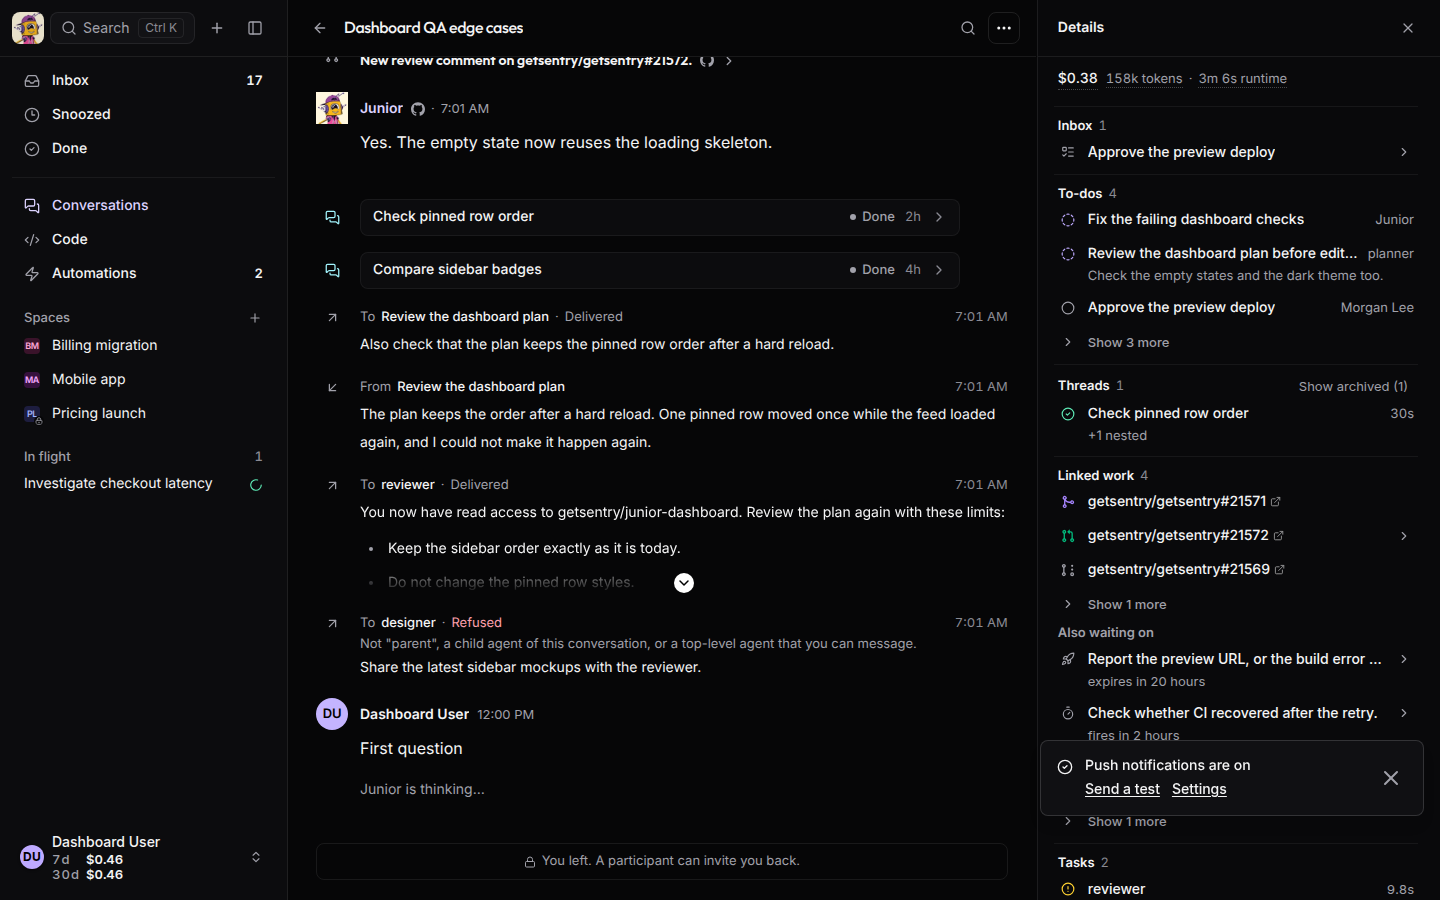 Search Ctrl K
Inbox 17
Snoozed
Done
Conversations
Code
Automations 2
Spaces
BM Billing migration
MA Mobile app
PL Pricing launch
In flight 1
Investigate checkout latency
DU Dashboard User
7d $0.46
30d $0.46
Dashboard QA edge cases
New review comment on getsentry/getsentry#21572.
Junior · 7:01 AM
Yes. The empty state now reuses the loading skeleton.
Check pinned row order Done 2h
Compare sidebar badges Done 4h
To Review the dashboard plan · Delivered 7:01 AM
Also check that the plan keeps the pinned row order after a hard reload.
From Review the dashboard plan 7:01 AM
The plan keeps the order after a hard reload. One pinned row moved once while the feed loaded
again, and I could not make it happen again.
To reviewer · Delivered 7:01 AM
You now have read access to getsentry/junior-dashboard. Review the plan again with these limits:
• Keep the sidebar order exactly as it is today.
• Do not change the pinned row styles.
To designer · Refused 7:01 AM
Not "parent", a child agent of this conversation, or a top-level agent that you can message.
Share the latest sidebar mockups with the reviewer.
DU Dashboard User 12:00 PM
First question
Junior is thinking...
You left. A participant can invite you back.
Details
$0.38 158k tokens · 3m 6s runtime
Inbox 1
Approve the preview deploy
To-dos 4
Fix the failing dashboard checks Junior
Review the dashboard plan before edit... planner
Check the empty states and the dark theme too.
Approve the preview deploy Morgan Lee
Show 3 more
Threads 1 Show archived (1)
Check pinned row order 30s
+1 nested
Linked work 4
getsentry/getsentry#21571
getsentry/getsentry#21572
getsentry/getsentry#21569
Show 1 more
Also waiting on
Report the preview URL, or the build error ...
expires in 20 hours
Check whether CI recovered after the retry.
fires in 2 hours
Push notifications are on
Send a test Settings
Show 1 more
Tasks 2
reviewer 9.8s